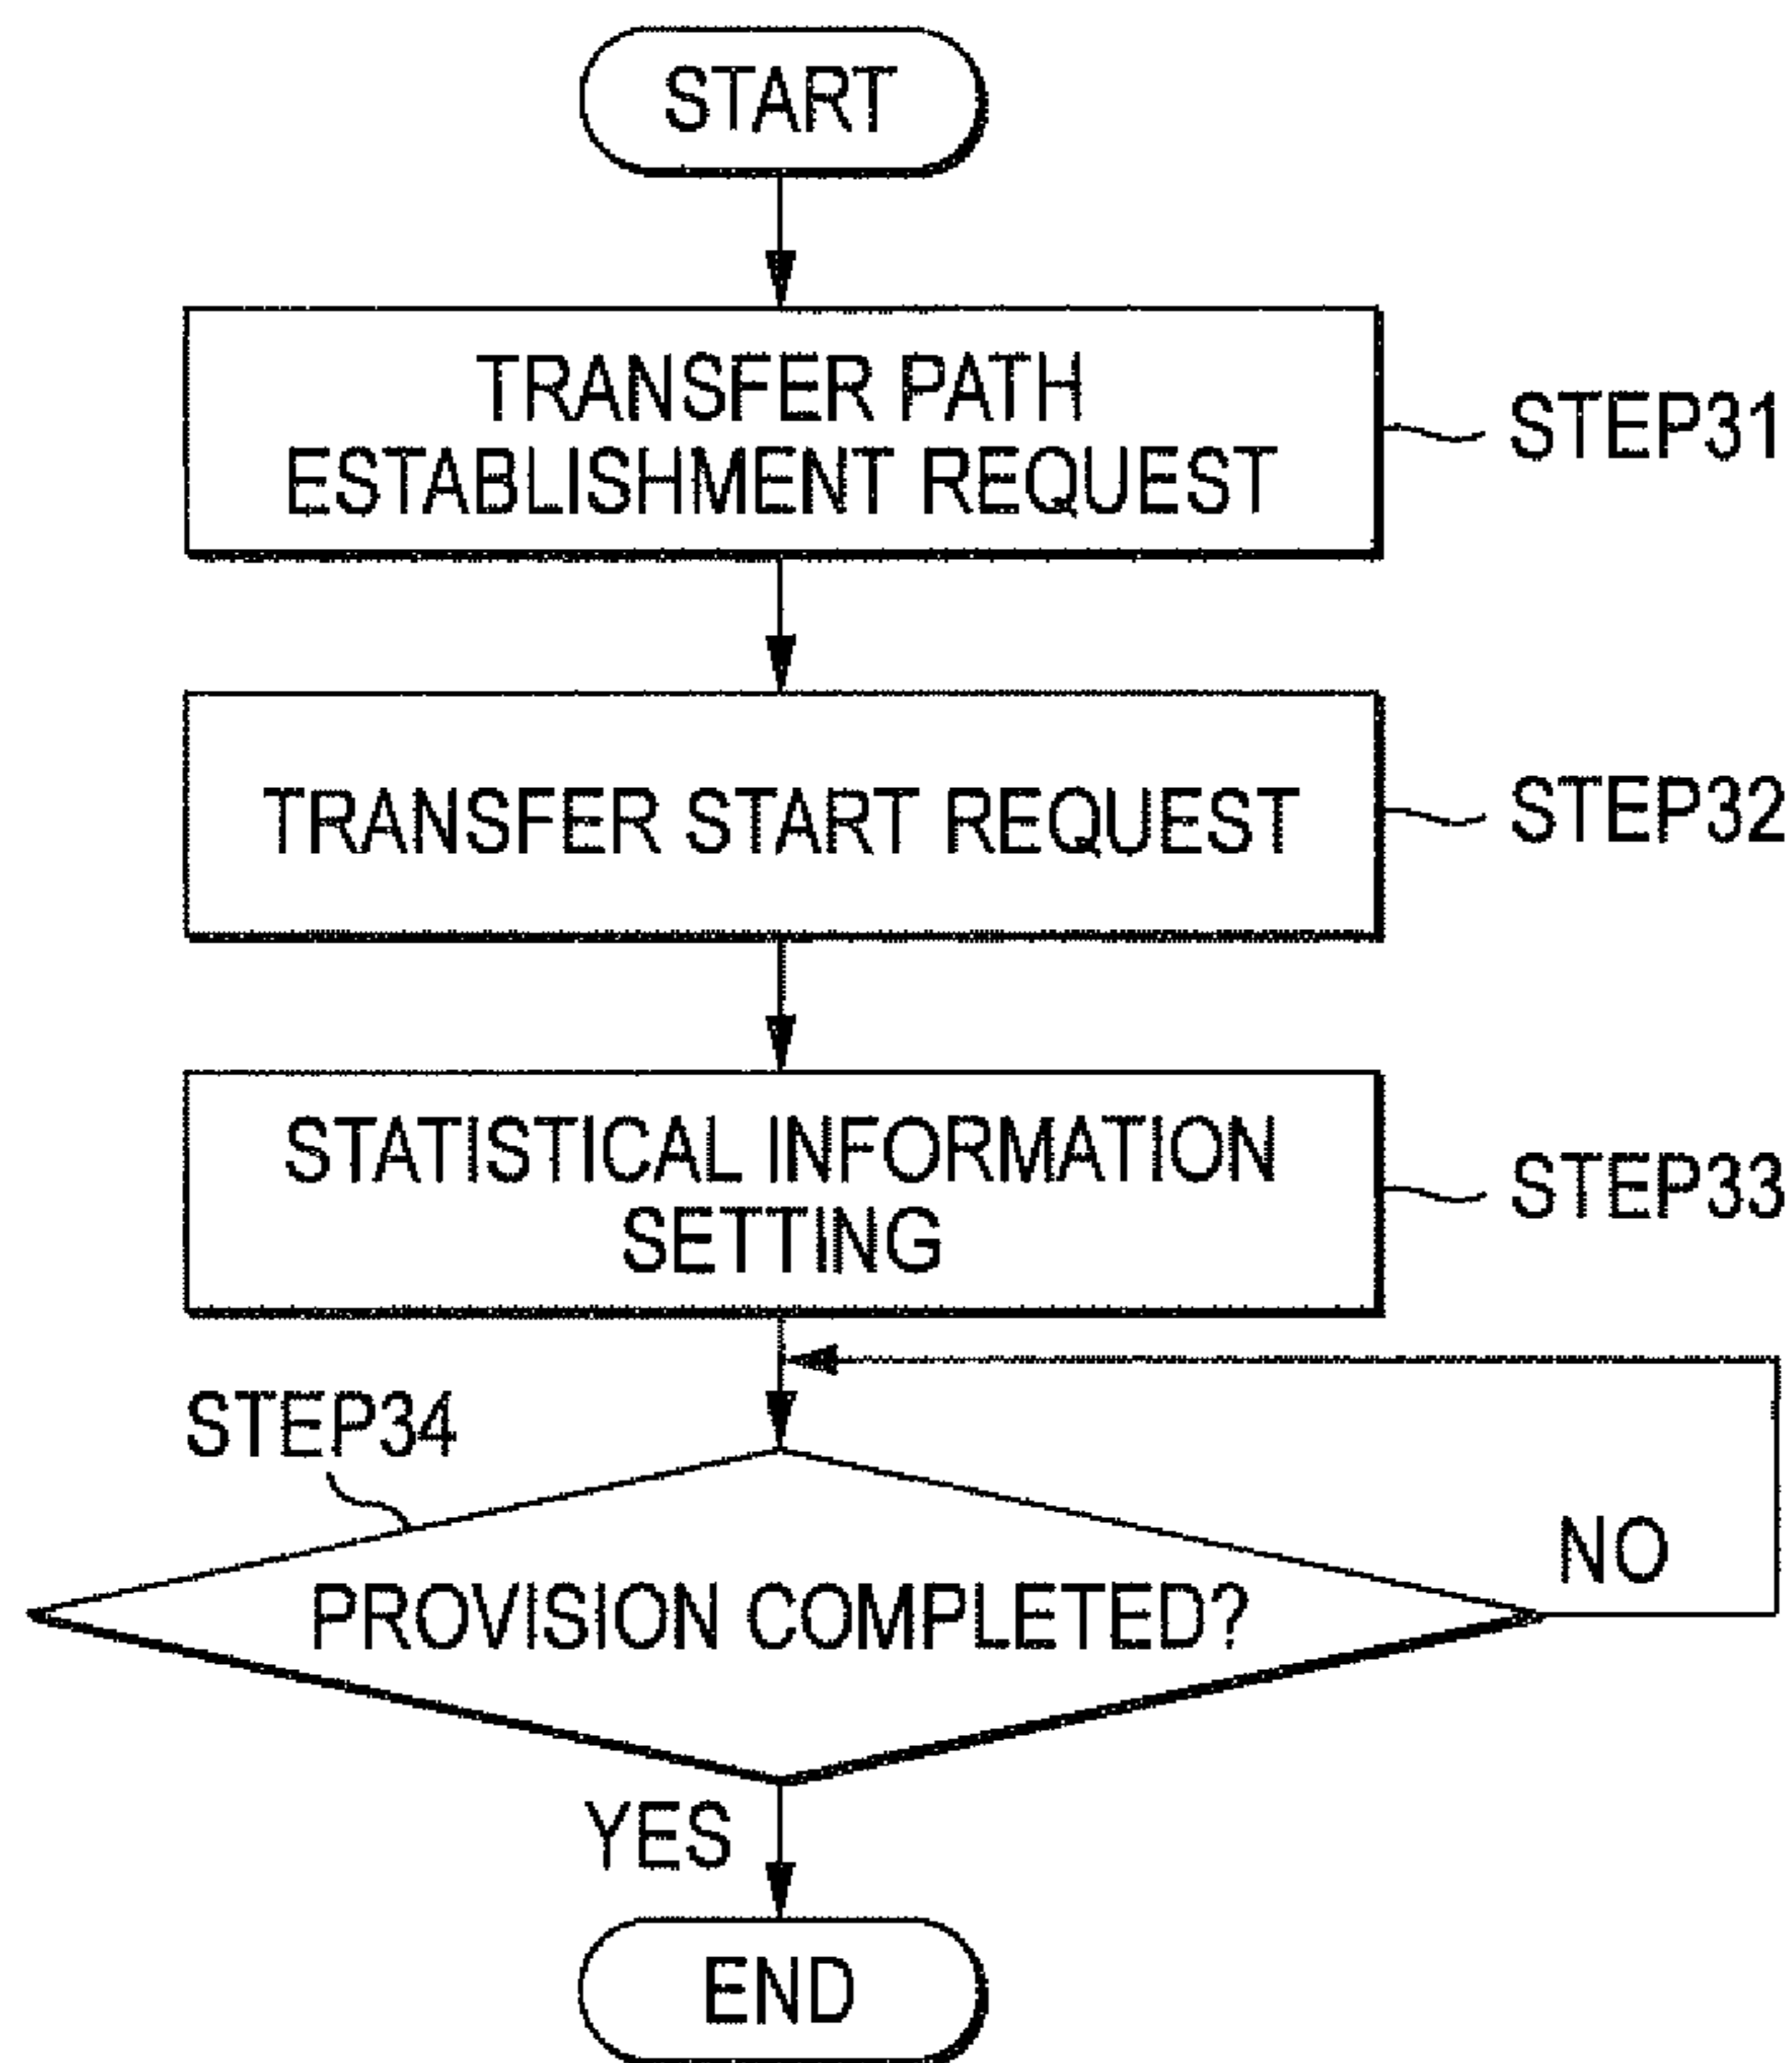 START
TRANSFER PATH
ESTABLISHMENT REQUEST
STEP31
TRANSFER START REQUEST
STEP32
STATISTICAL INFORMATION
SETTING
STEP33
STEP34
PROVISION COMPLETED?
NO
YES
END